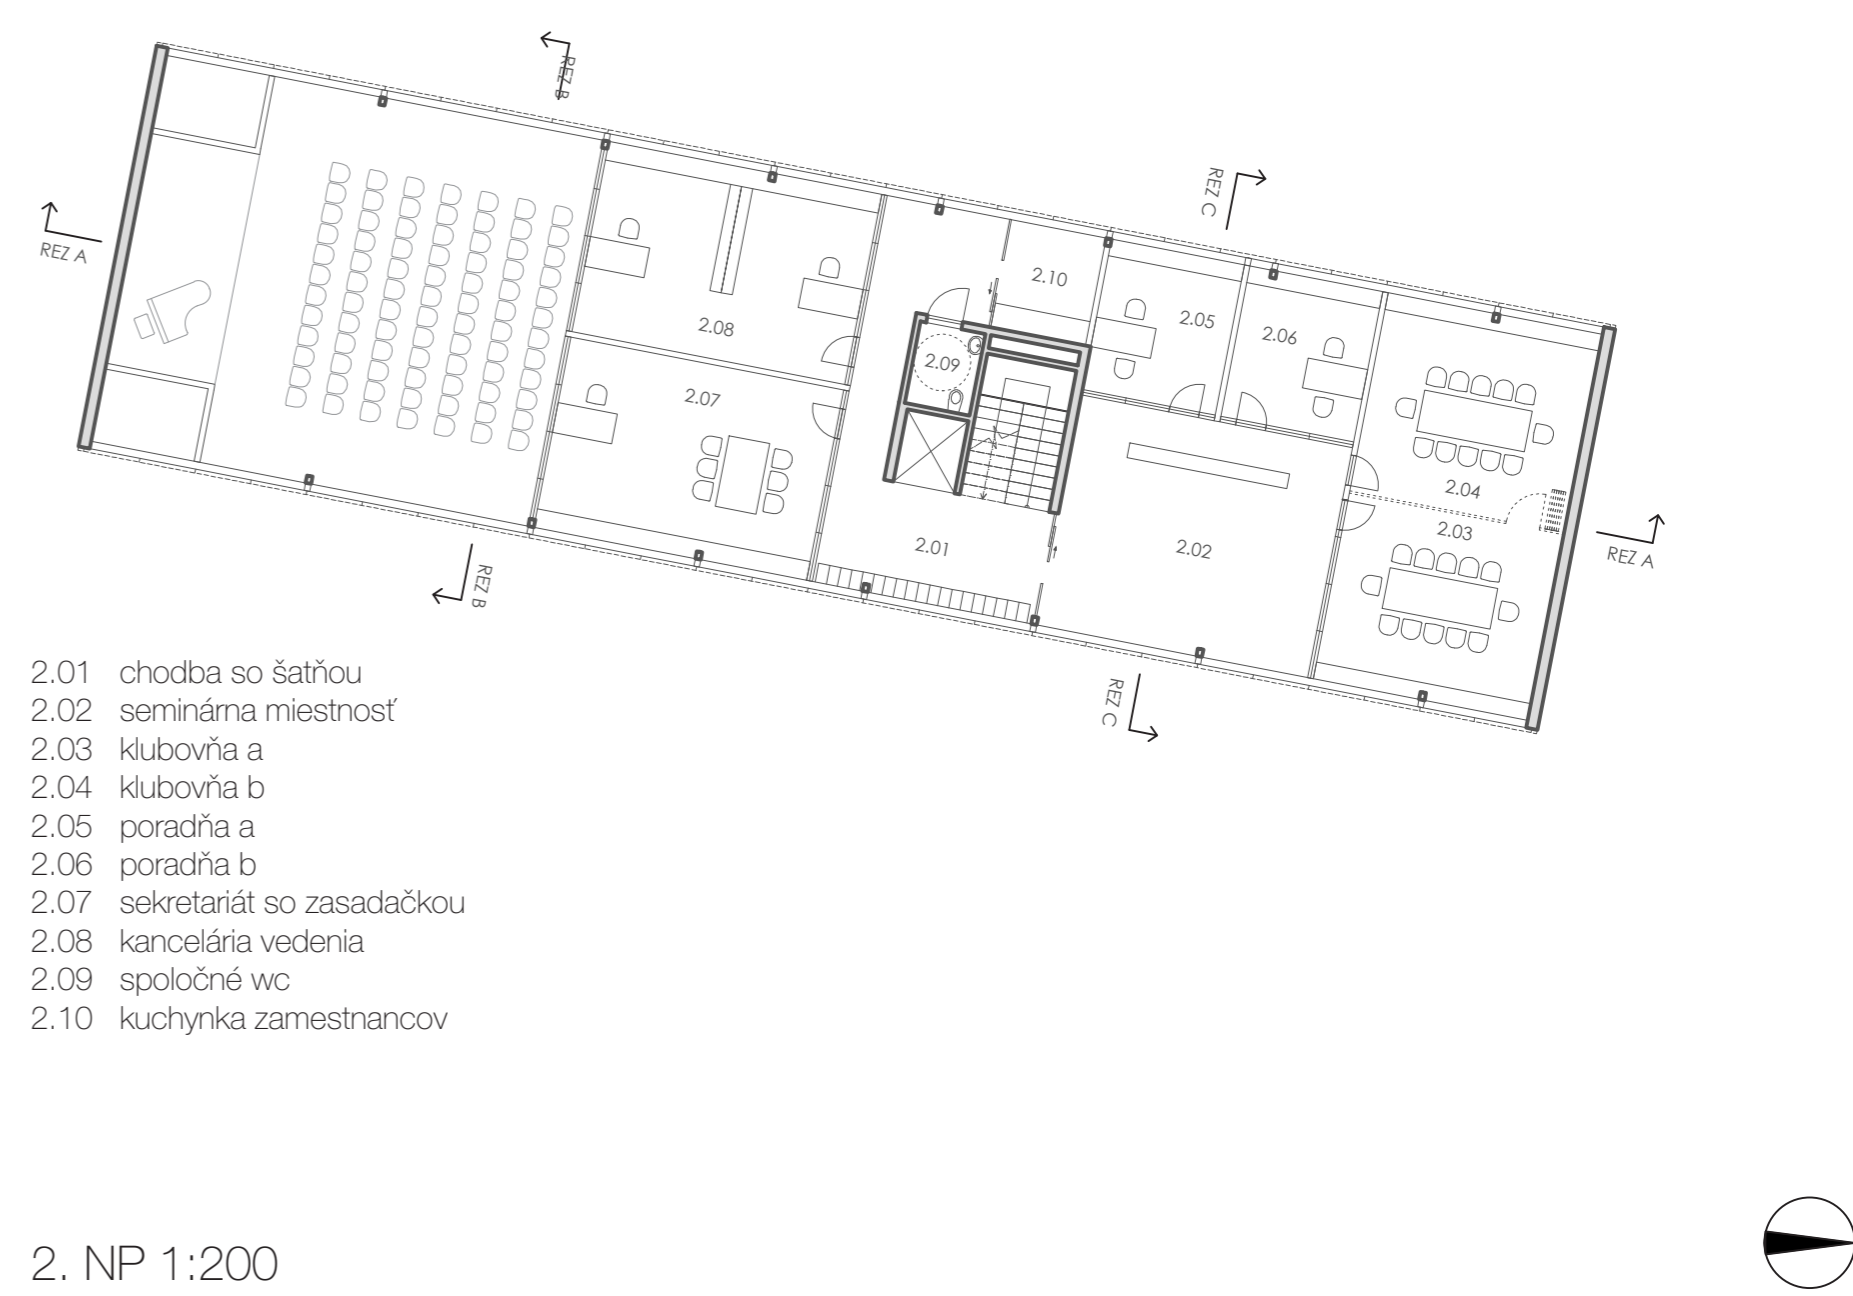 REZ B
REZ C
REZ A
2.10
2.05
2.08
2.06
2.09
2.07
2.04
2.03
2.01
2.02
REZ A
REZ B
REZ C
2.01 chodba so šatňou
2.02 seminárna miestnosť
2.03 klubovňa a
2.04 klubovňa b
2.05 poradňa a
2.06 poradňa b
2.07 sekretariát so zasadačkou
2.08 kancelária vedenia
2.09 spoločné wc
2.10 kuchynka zamestnancov
2. NP 1:200